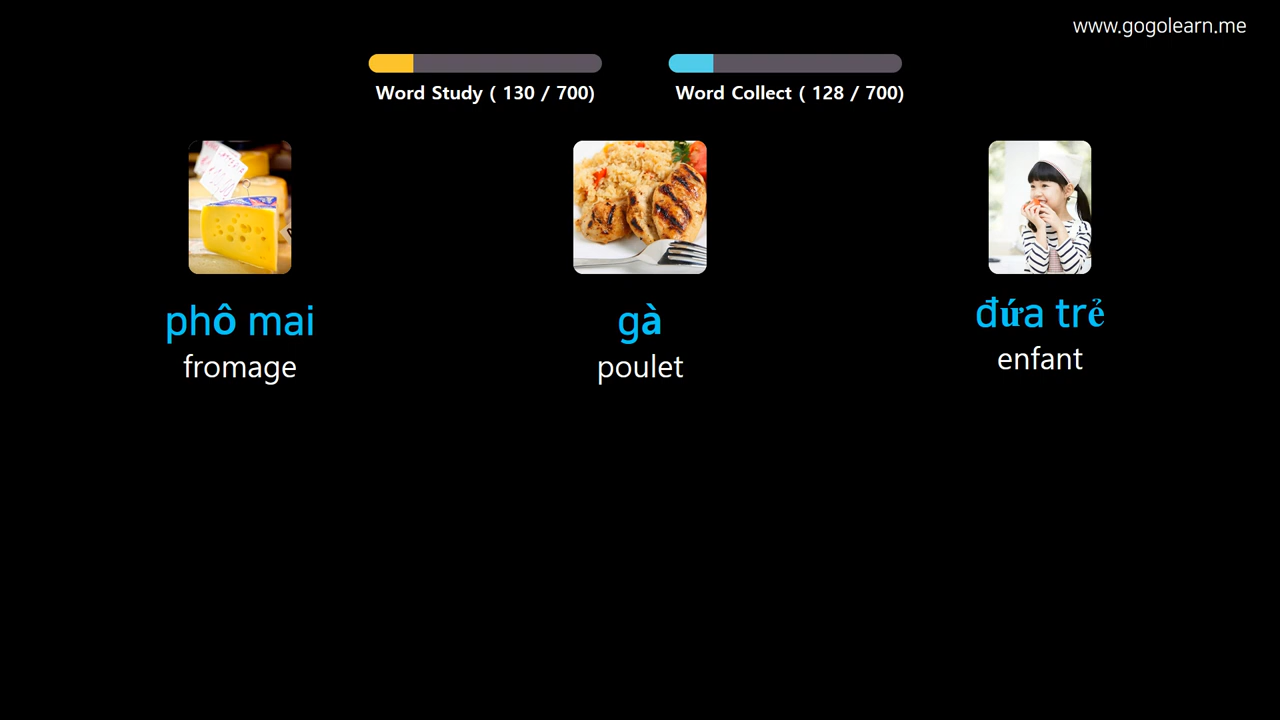 www.gogolearn.me
Word Study ( 130 / 700)
Word Collect ( 128 / 700)
phô mai
fromage
gà
poulet
đứa trẻ
enfant